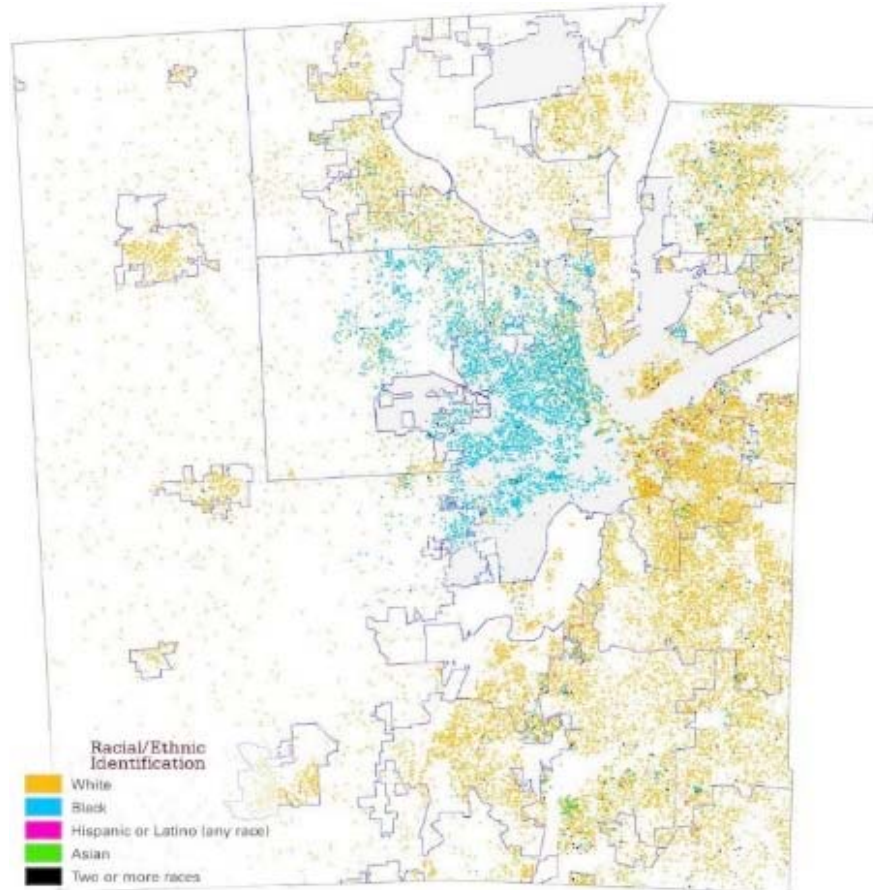 Racial/Ethnic
Identification
White
Black
Hispanic or Latino (any race)
Asian
Two or more races